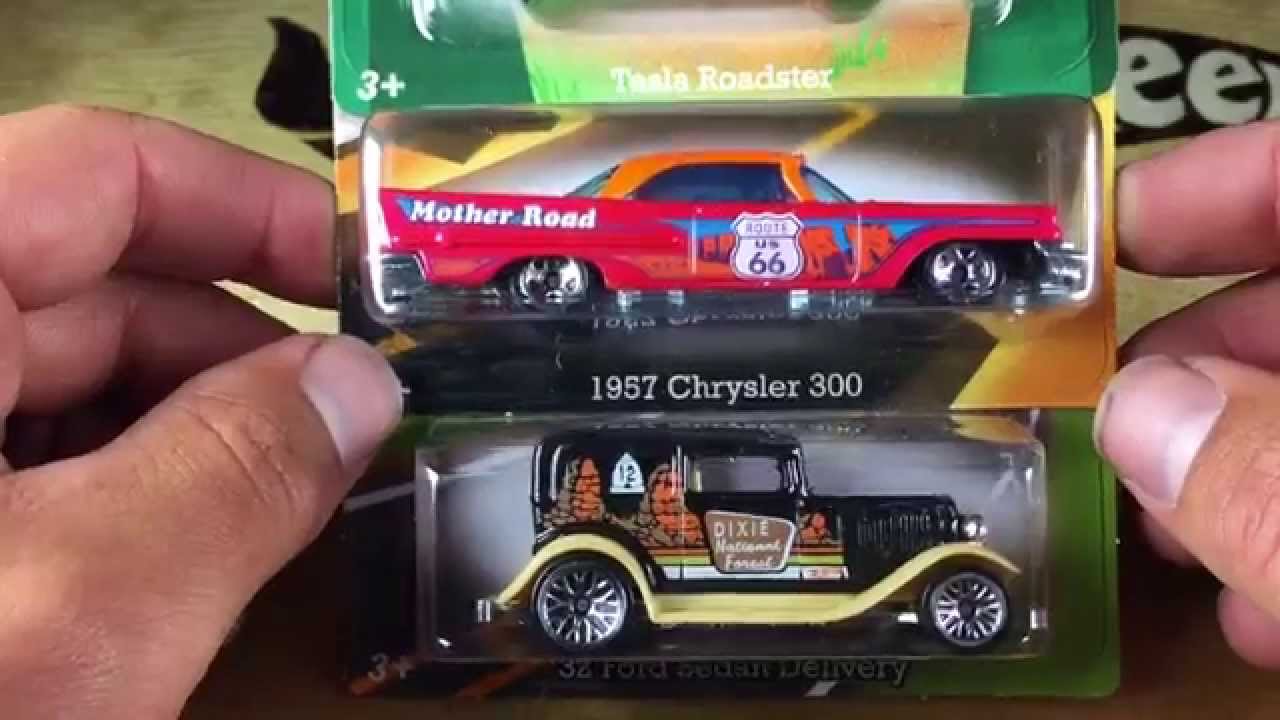 3+
Tesla Roadster
Mother Road
ROUTE
US
66
1957 Chrysler 300
12
DIXIE
National
Forest
3+
32 Ford Sedan Delivery